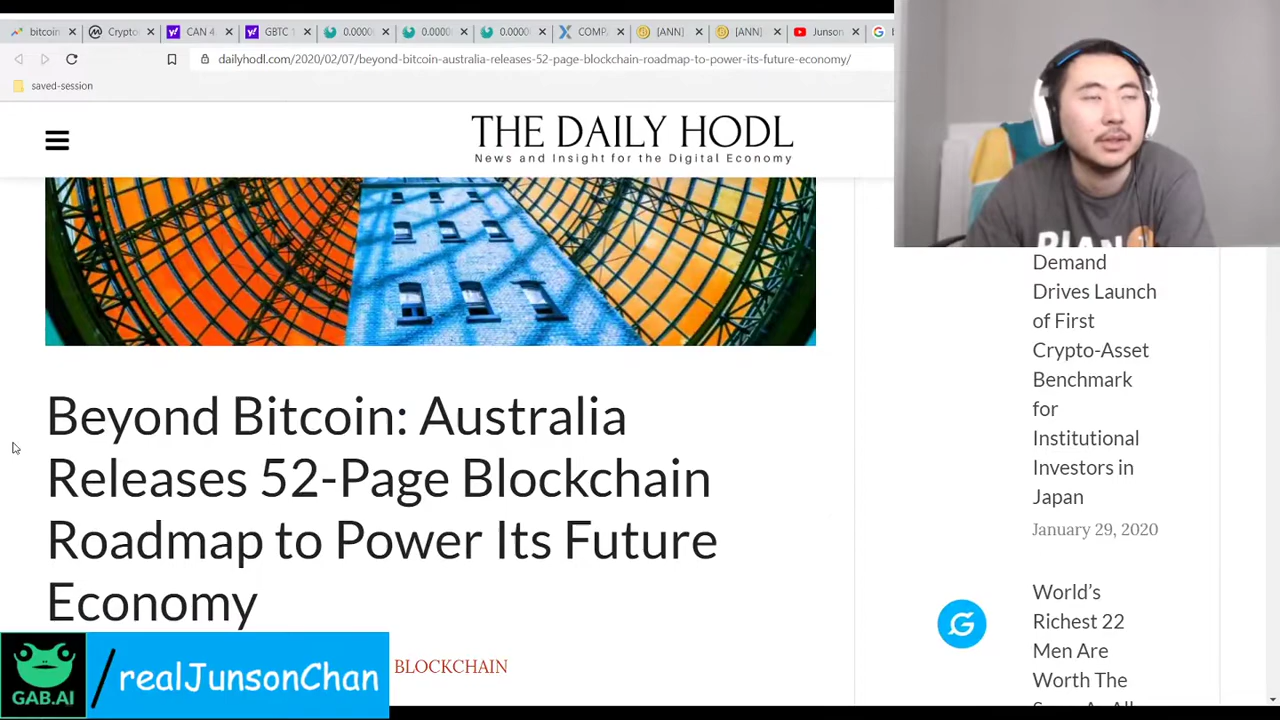 bitcoin
Crypto-
CAN 4.
GBTC 1
0.0000
0.0000
0.0000
COMP.
[ANN]
[ANN]
Junson
b
dailyhodl.com/2020/02/07/beyond-bitcoin-australia-releases-52-page-blockchain-roadmap-to-power-its-future-economy/
saved-session
THE DAILY HODL
News and Insight for the Digital Economy
Demand
Drives Launch
of First
Crypto-Asset
Benchmark
for
Institutional
Investors in
Japan
January 29, 2020
Beyond Bitcoin: Australia
Releases 52-Page Blockchain
Roadmap to Power Its Future
Economy
World's
Richest 22
Men Are
Worth The
BLOCKCHAIN
GAB.AI
/realJunsonChan